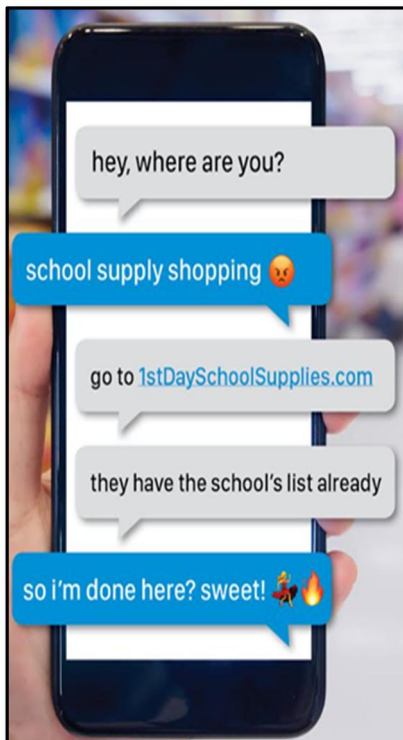 hey, where are you?
school supply shopping 😡
go to 1stDaySchoolSupplies.com
they have the school's list already
so i'm done here? sweet! 💃🔥